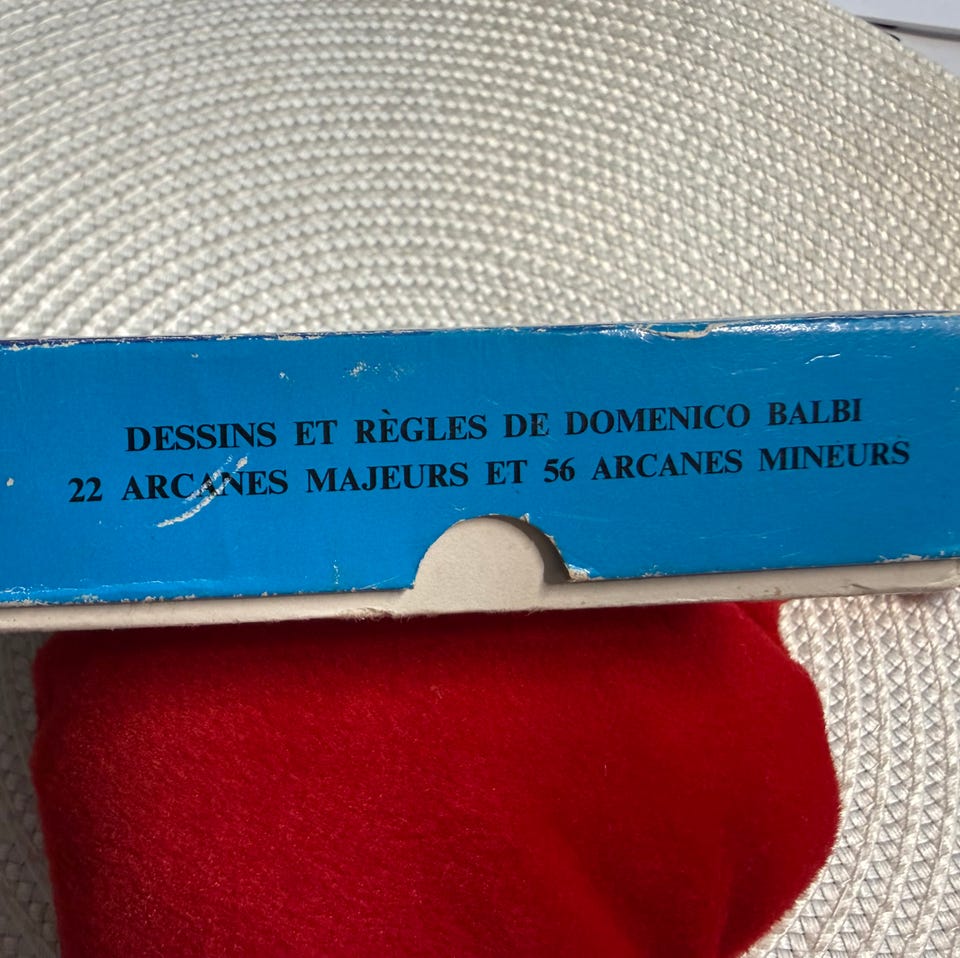 DESSINS ET RÈGLES DE DOMENICO BALBI
22 ARCANES MAJEURS ET 56 ARCANES MINEURS